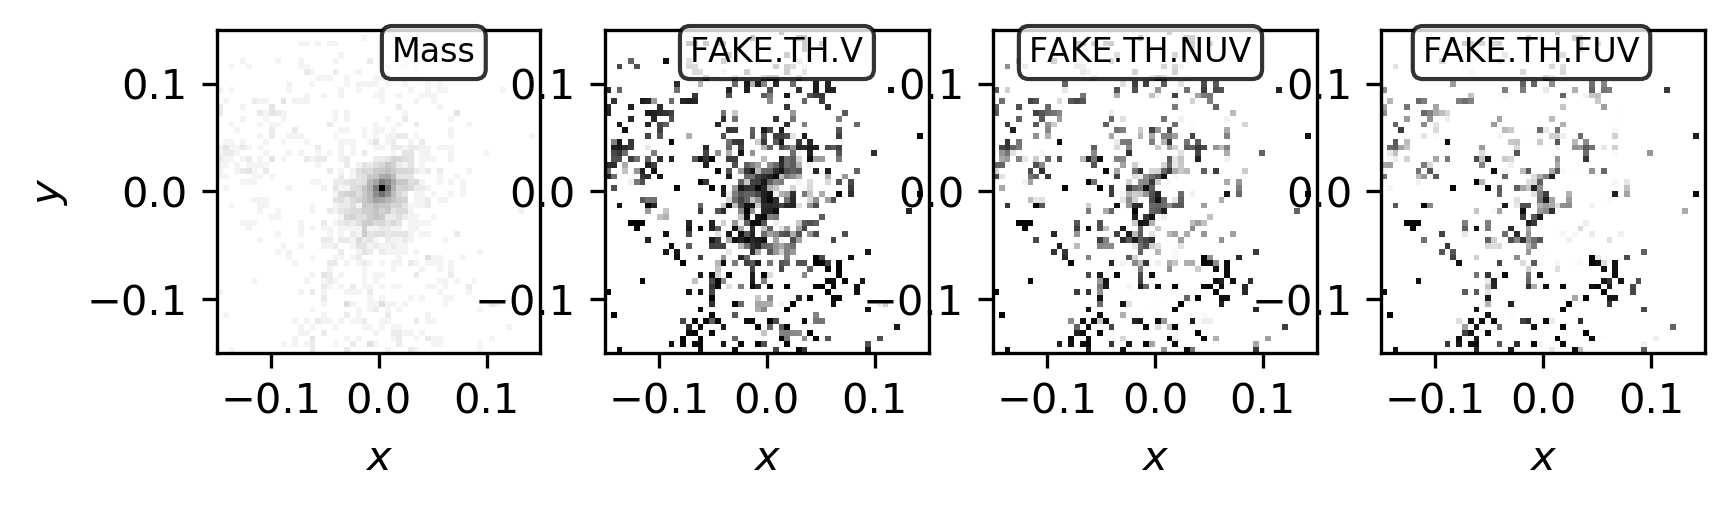 Mass FAKE.TH.V FAKE.TH.NUV FAKE.TH.FUV
0.1 0.1 0.1 0.1
y 0.0 0.0 0.0 0.0
−0.1 −0.1 −0.1 −0.1
−0.1 0.0 0.1 −0.1 0.0 0.1 −0.1 0.0 0.1 −0.1 0.0 0.1
x x x x